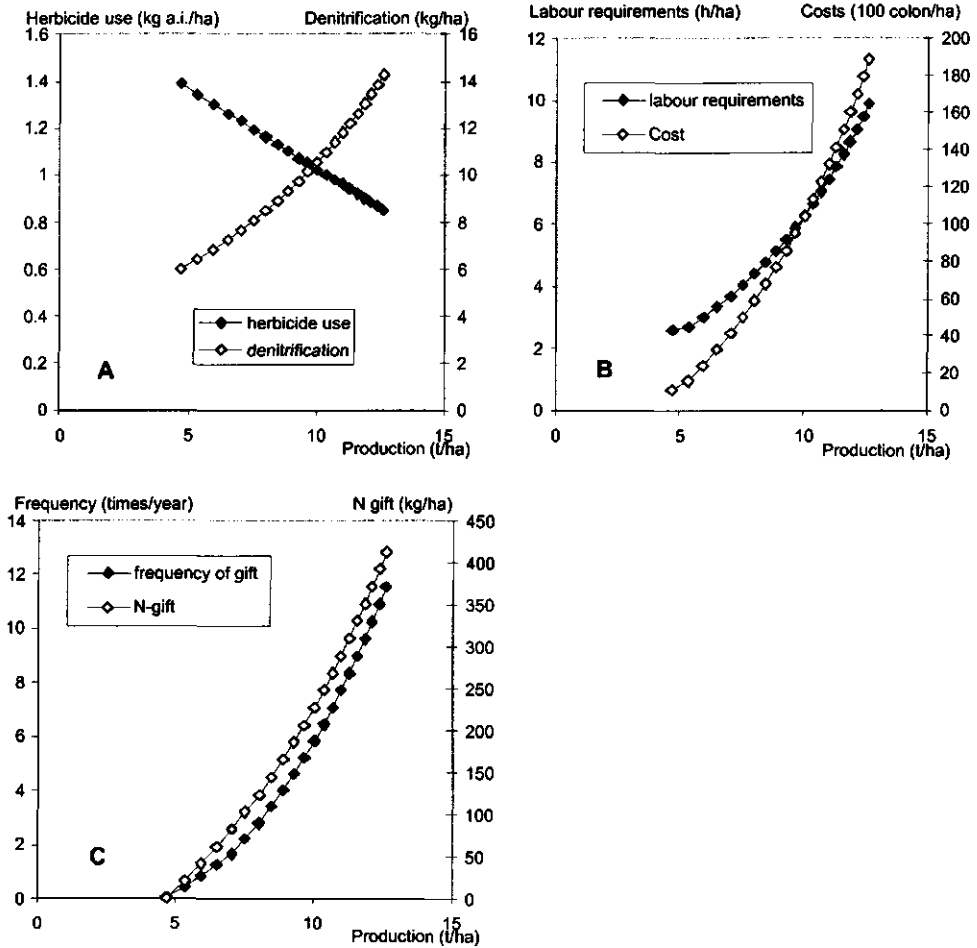 Herbicide use (kg a.i./ha) Denitrification (kg/ha)
1.6 16
1.4 14
1.2 12
1 10
0.8 8
0.6 6
0.4 4
0.2 2
0 0
herbicide use
denitrification
A
0 5 10 15
Production (t/ha)
Labour requirements (h/ha) Costs (100 colon/ha)
12 200
180
10 160
140
8 120
6 100
80
4 60
40
2 20
0 0
labour requirements
Cost
B
0 5 10 15
Production (t/ha)
Frequency (times/year) N gift (kg/ha)
14 450
12 400
350
10 300
8 250
6 200
150
4 100
2 50
0 0
frequency of gift
N-gift
C
0 5 10 15
Production (t/ha)